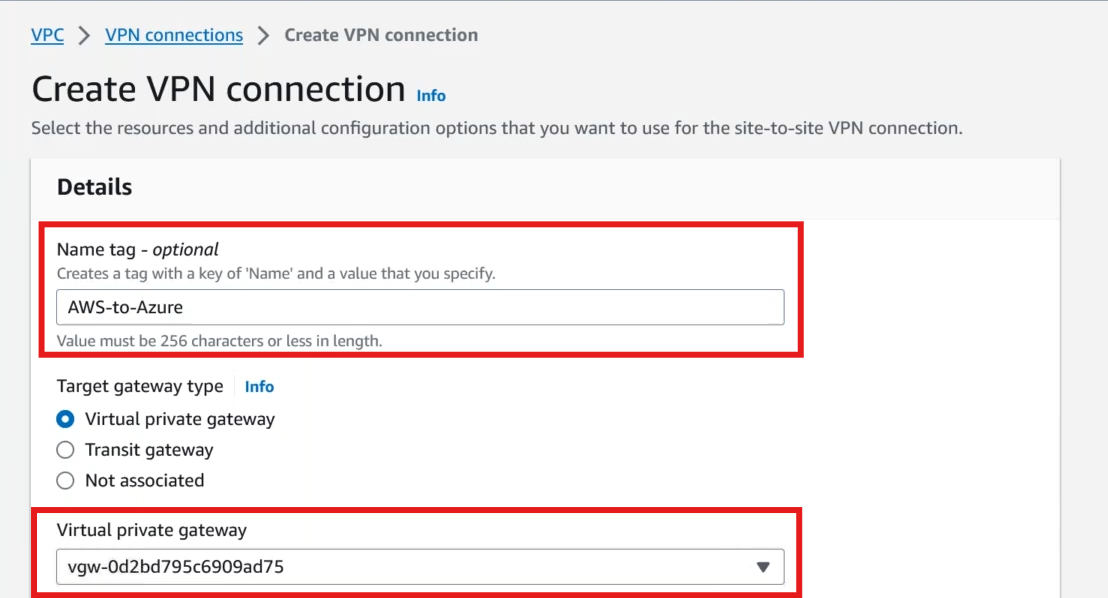 VPC > VPN connections > Create VPN connection
Create VPN connection Info
Select the resources and additional configuration options that you want to use for the site-to-site VPN connection.
Details
Name tag - optional
Creates a tag with a key of 'Name' and a value that you specify.
AWS-to-Azure
Value must be 256 characters or less in length.
Target gateway type Info
Virtual private gateway
Transit gateway
Not associated
Virtual private gateway
vgw-0d2bd795c6909ad75